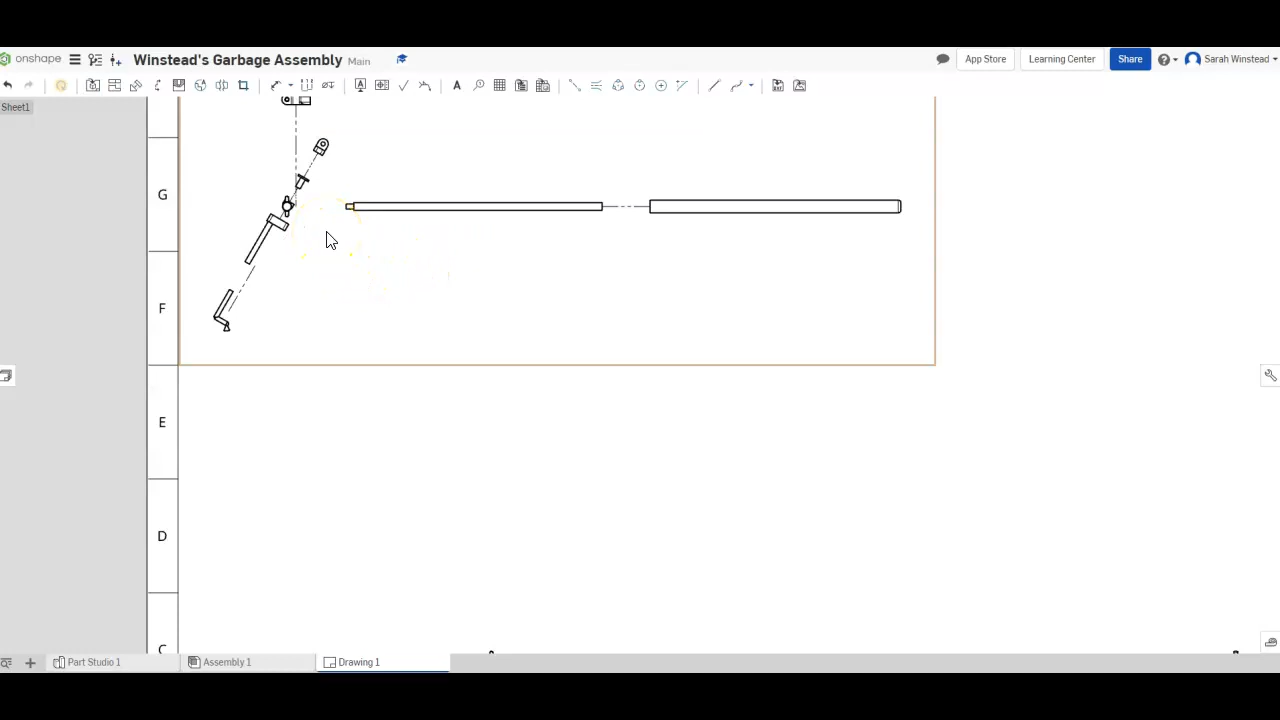 onshape Winstead's Garbage Assembly Main App Store Learning Center Share Sarah Winstead
Sheet1
G
F
E
D
C
Part Studio 1 Assembly 1 Drawing 1